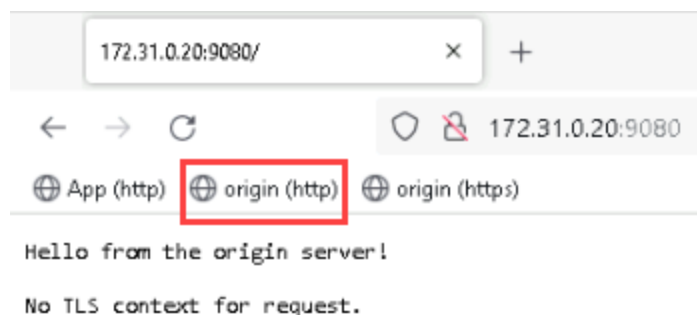 172.31.0.20:9080/
172.31.0.20:9080
App (http) origin (http) origin (https)
Hello from the origin server!
No TLS context for request.